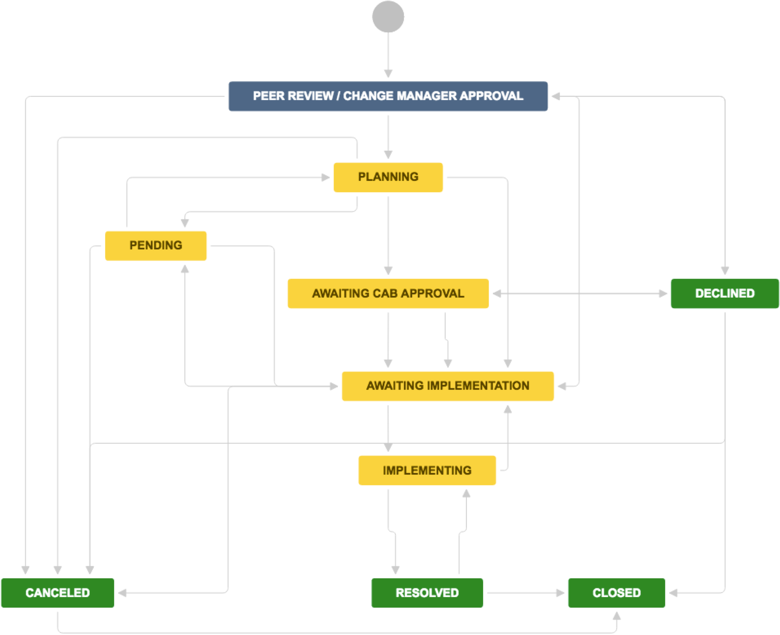 PEER REVIEW / CHANGE MANAGER APPROVAL
PLANNING
PENDING
AWAITING CAB APPROVAL
DECLINED
AWAITING IMPLEMENTATION
IMPLEMENTING
CANCELED
RESOLVED
CLOSED